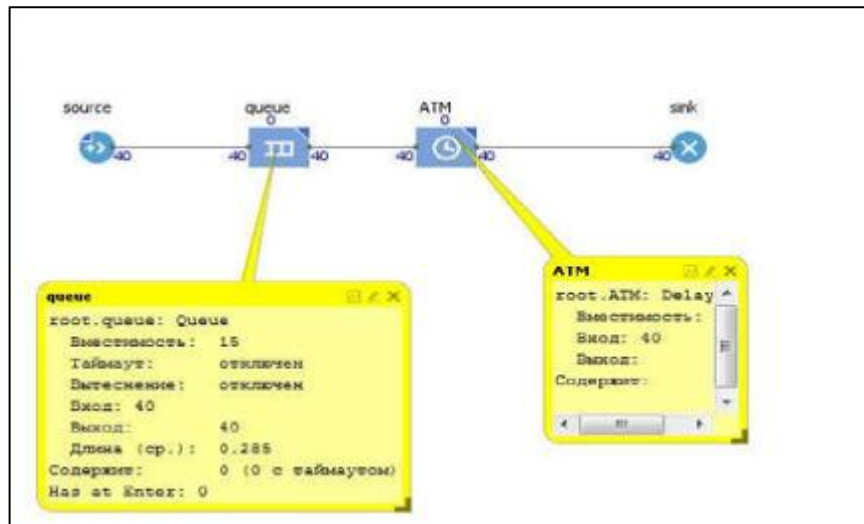 source queue ATM sink
0 0
40 40 40 40 40 40
queue
root.queue: Queue
Вместимость: 15
Таймаут: отключен
Вытеснение: отключен
Вход: 40
Выход: 40
Длина (ср.): 0.285
Содержит: 0 (0 с таймаутом)
Has at Enter: 0
ATM
root.ATM: Delay
Вместимость:
Вход: 40
Выход:
Содержит: